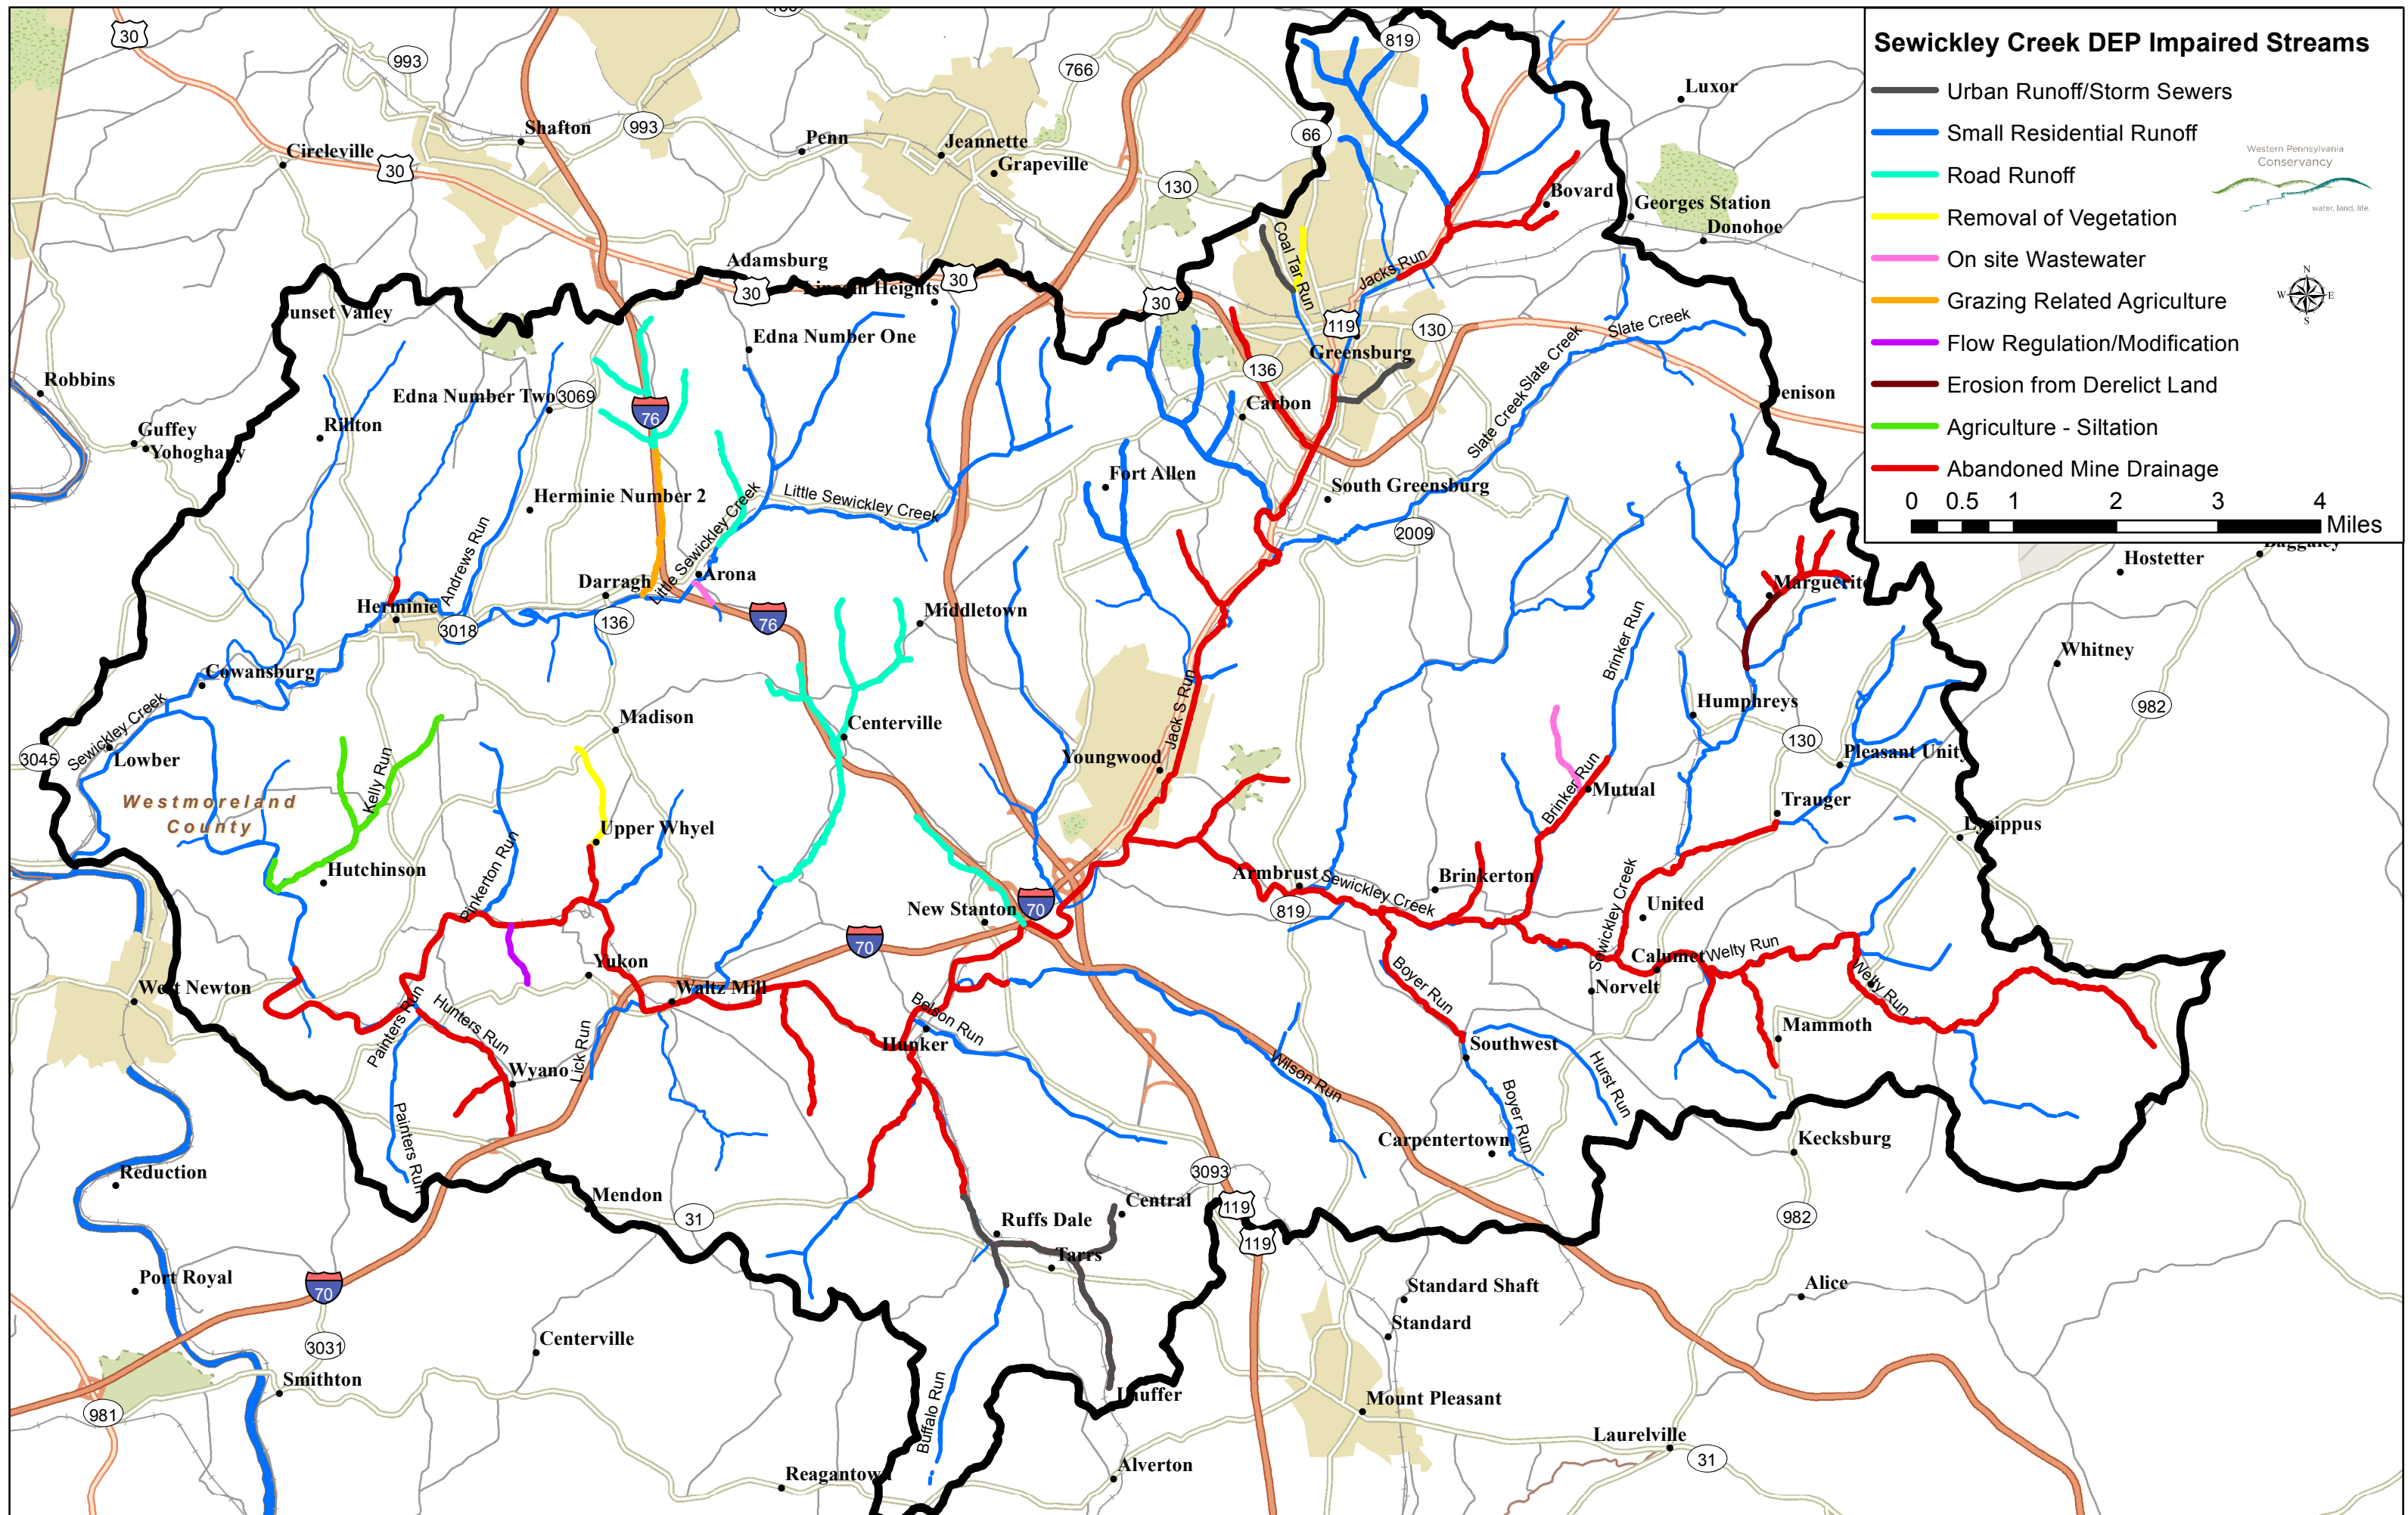 Sewickley Creek DEP Impaired Streams
Urban Runoff/Storm Sewers
Small Residential Runoff
Road Runoff
Removal of Vegetation
On site Wastewater
Grazing Related Agriculture
Flow Regulation/Modification
Erosion from Derelict Land
Agriculture - Siltation
Abandoned Mine Drainage
Western Pennsylvania
Conservancy
water, land, life.
N
W
E
S
0 0.5 1 2 3 4
Miles
30
993
766
819
Luxor
Shafton
993
Penn
Jeannette
Grapeville
66
Circleville
30
130
Bovard
Georges Station
Donohoe
Coal Tar Run
Jacks Run
Adamsburg
30
30
Lincoln Heights
30
Sunset Valley
Edna Number One
119
130
Greensburg
Slate Creek
Slate Creek
Slate Creek
Robbins
Edna Number Two
3069
76
136
Carbon
Denison
Guffey
Yohoghany
Rillton
Fort Allen
South Greensburg
Herminie Number 2
Little Sewickley Creek
Little Sewickley Creek
2009
Andrews Run
Hostetter
Darragh
Arona
Marguerite
Herminie
3018
136
76
Middletown
Brinker Run
Whitney
Cowansburg
Sewickley Creek
Madison
Centerville
Jack S Run
Humphreys
982
3045
Lowber
Kelly Run
Youngwood
130
Pleasant Unity
Westmoreland
County
Brinker Run
Mutual
Trauger
Upper Whyel
Lycippus
Pinkerton Run
Hutchinson
Armbrust
Sewickley Creek
Brinkerton
Sewickley Creek
New Stanton
70
819
United
70
Calumet
Welty Run
Welty Run
Yukon
West Newton
Waltz Mill
Boyer Run
Norvelt
Painters Run
Hunters Run
Belson Run
Mammoth
Hunker
Lick Run
Southwest
Wyano
Wilson Run
Hurst Run
Boyer Run
Painters Run
Carpentertown
Kecksburg
Reduction
3093
Mendon
31
Central
119
982
Ruffs Dale
119
Tarrs
Port Royal
70
Standard Shaft
Alice
Standard
3031
Centerville
Smithton
Buffalo Run
Lauffer
Mount Pleasant
981
Laurelville
31
Reagantown
Alverton